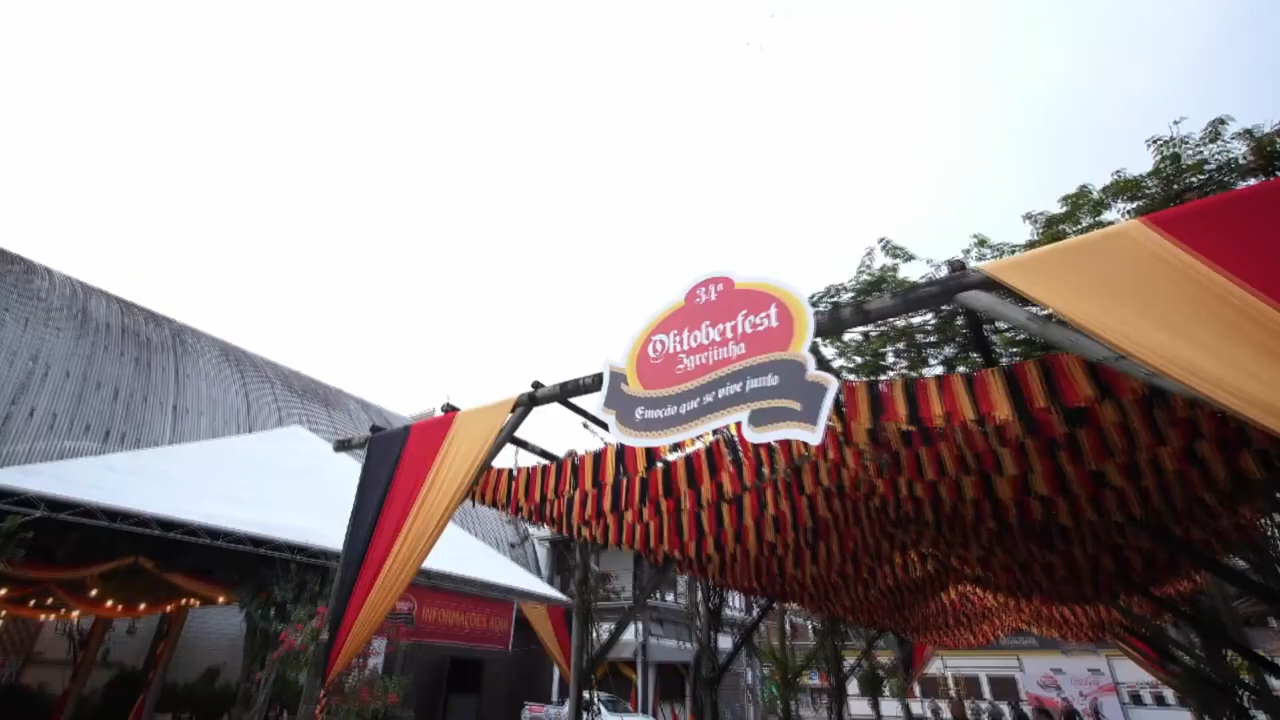 34ª
Oktoberfest
Igrejinha
Emoção que se vive junto
INFORMAÇÕES AQUI